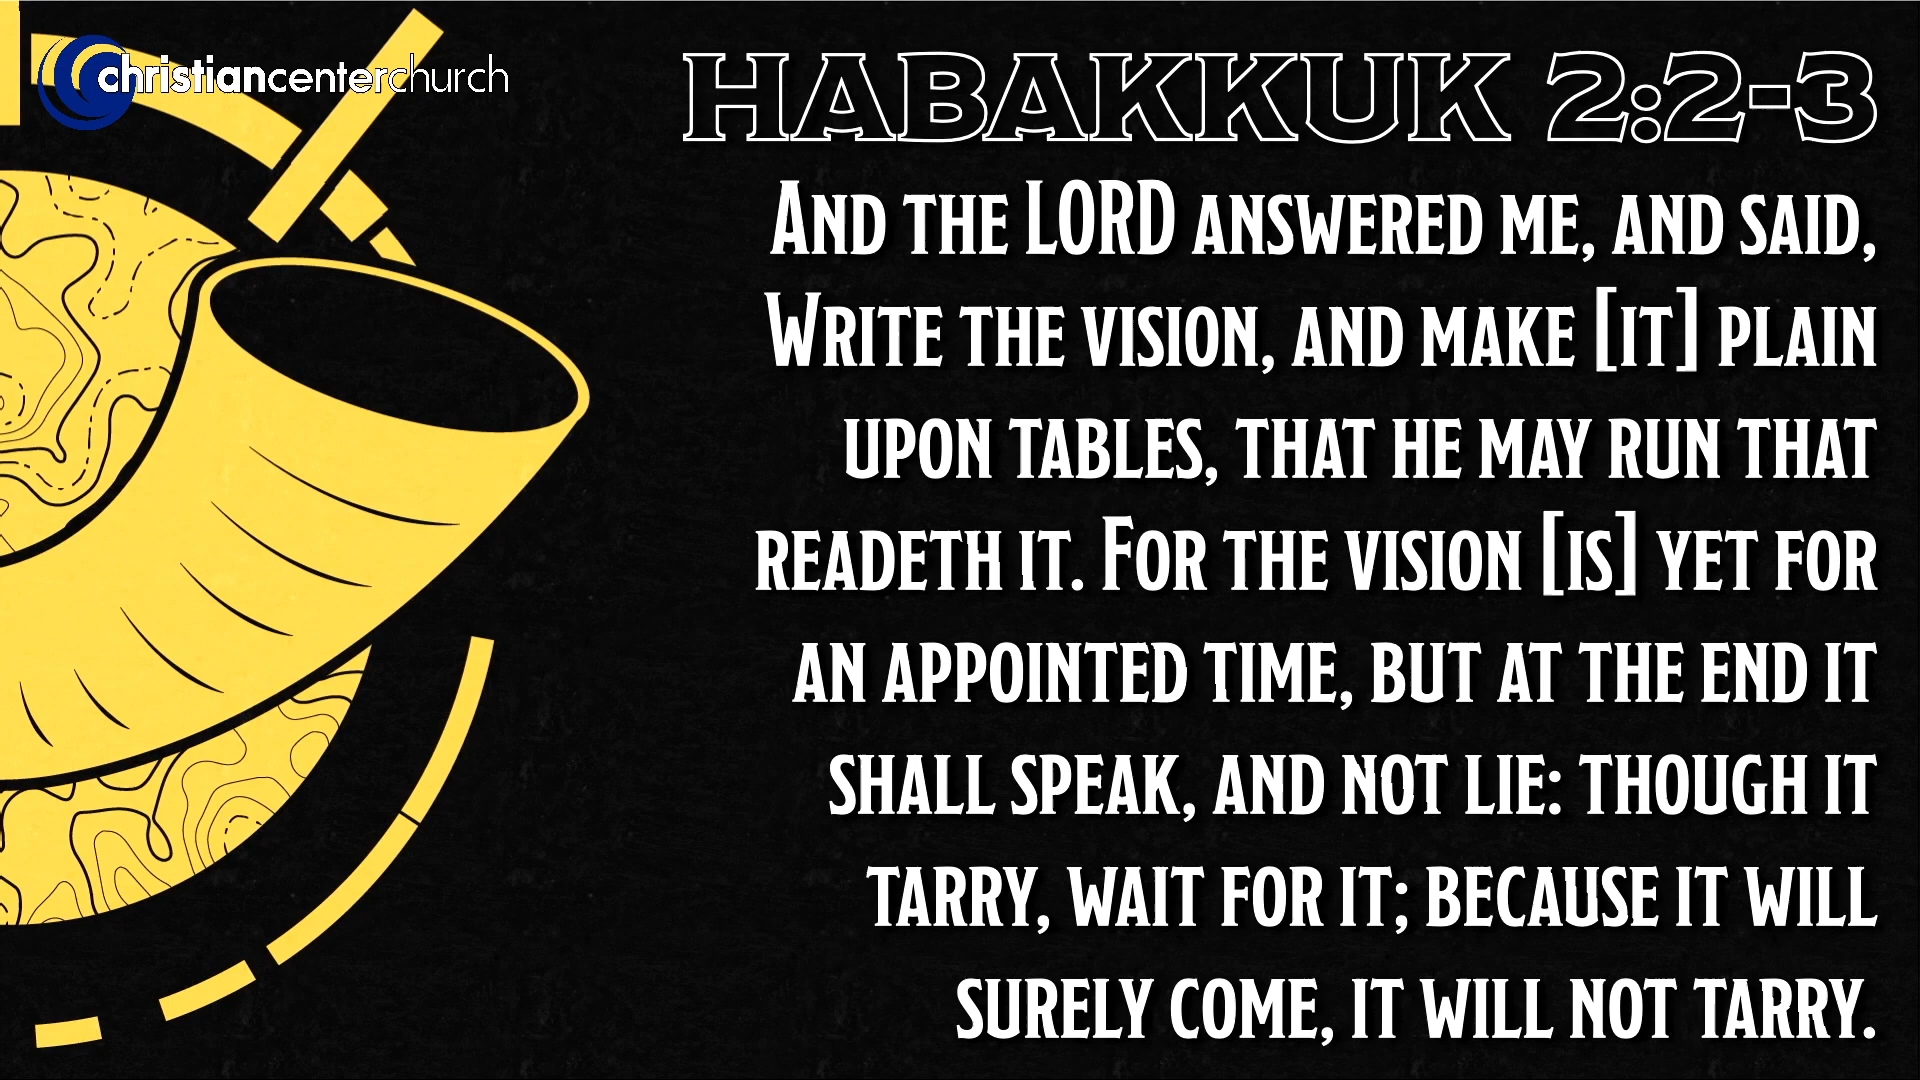 christiancenterchurch
HABAKKUK 2:2-3
And the LORD answered me, and said,
Write the vision, and make [it] plain
upon tables, that he may run that
readeth it. For the vision [is] yet for
an appointed time, but at the end it
shall speak, and not lie: though it
tarry, wait for it; because it will
surely come, it will not tarry.